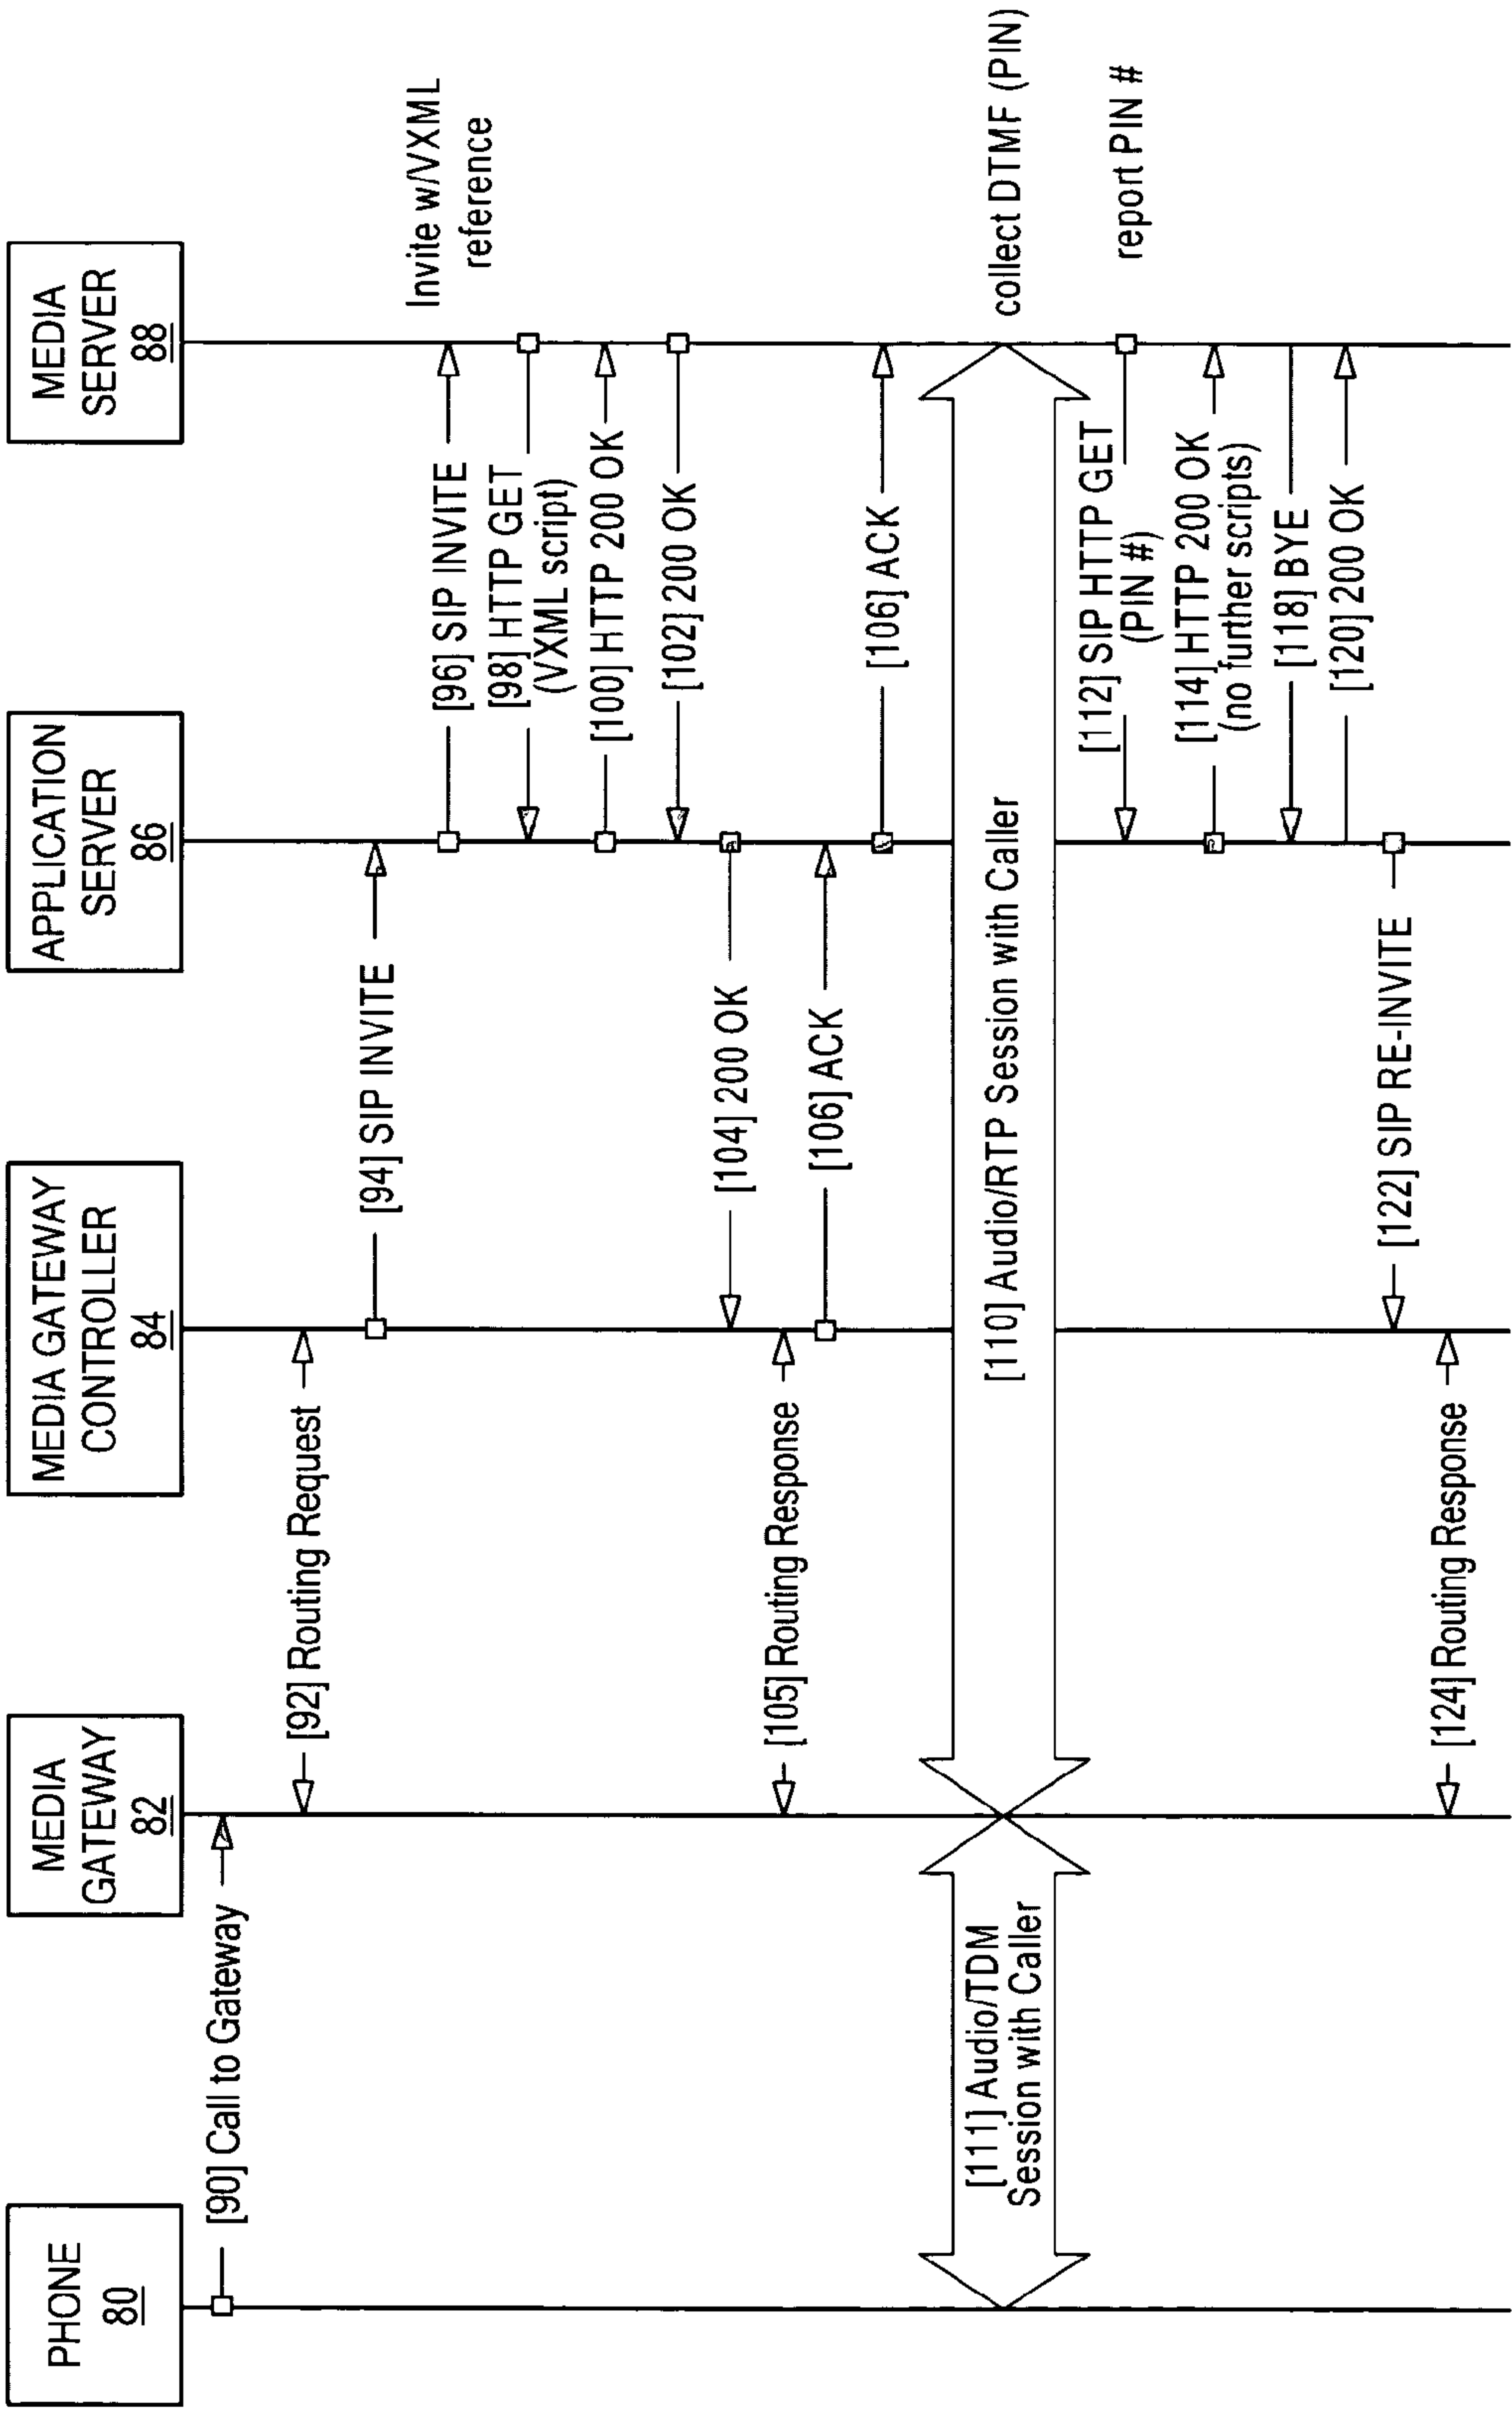 PHONE
80
MEDIA
GATEWAY
82
MEDIA GATEWAY
CONTROLLER
84
APPLICATION
SERVER
86
MEDIA
SERVER
88
[90] Call to Gateway
[92] Routing Request
[94] SIP INVITE
[96] SIP INVITE
Invite w/VXML
reference
[98] HTTP GET
(VXML script)
[100] HTTP 200 OK
[102] 200 OK
[104] 200 OK
[105] Routing Response
[106] ACK
[106] ACK
[111] Audio/TDM
Session with Caller
[110] Audio/RTP Session with Caller
collect DTMF (PIN)
[112] SIP HTTP GET
(PIN #)
report PIN #
[114] HTTP 200 OK
(no further scripts)
[118] BYE
[120] 200 OK
[122] SIP RE-INVITE
[124] Routing Response